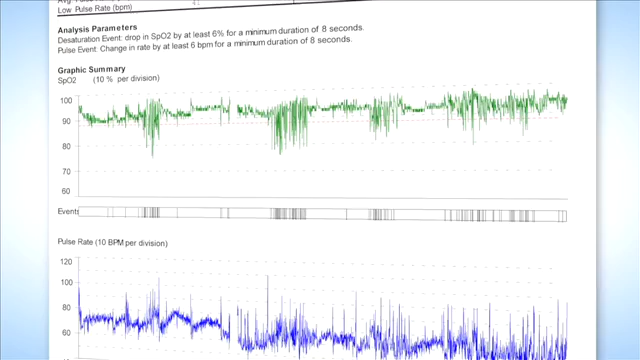 Low Pulse Rate (bpm) 41
Analysis Parameters
Desaturation Event: drop in SpO2 by at least 6% for a minimum duration of 8 seconds.
Pulse Event: Change in rate by at least 6 bpm for a minimum duration of 8 seconds.
Graphic Summary
SpO2 (10 % per division)
100
90
80
70
60
Events
Pulse Rate (10 BPM per division)
120
100
80
60